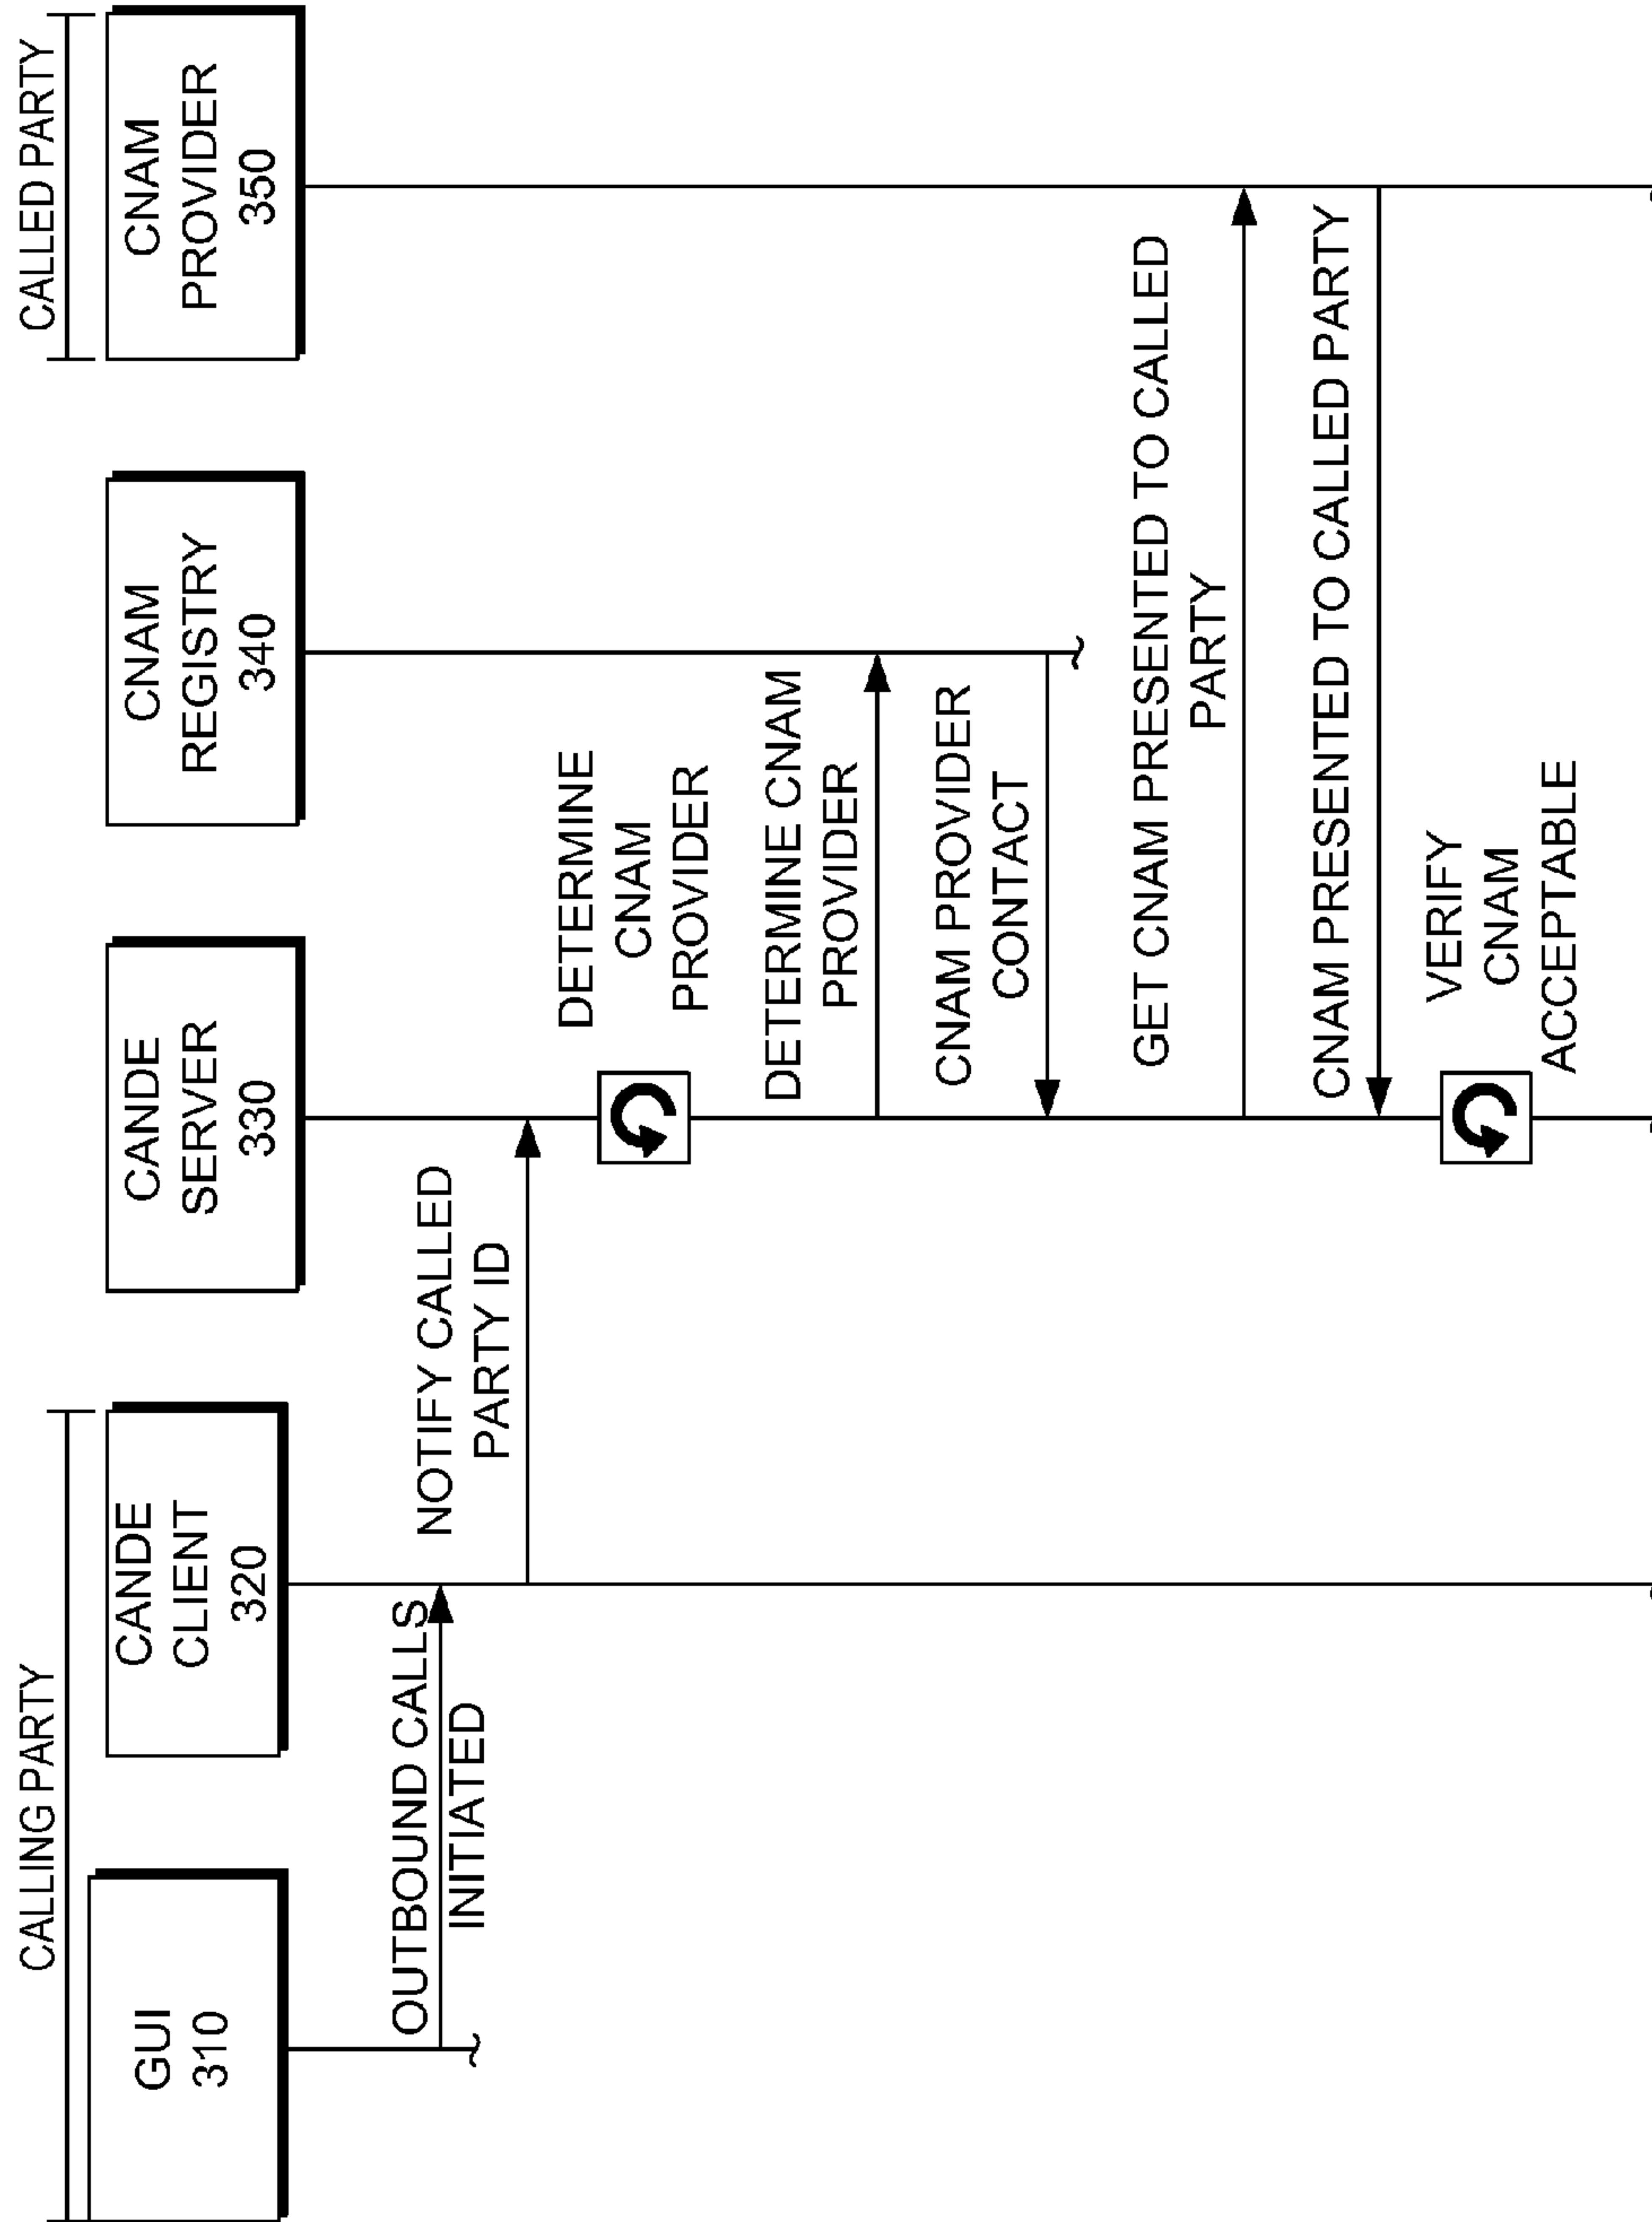 CALLING PARTY
CALLED PARTY
GUI
310
CANDE
CLIENT
320
CANDE
SERVER
330
CNAM
REGISTRY
340
CNAM
PROVIDER
350
OUTBOUND CALLS
INITIATED
NOTIFY CALLED
PARTY ID
DETERMINE
CNAM
PROVIDER
DETERMINE CNAM
PROVIDER
CNAM PROVIDER
CONTACT
GET CNAM PRESENTED TO CALLED
PARTY
CNAM PRESENTED TO CALLED PARTY
VERIFY
CNAM
ACCEPTABLE